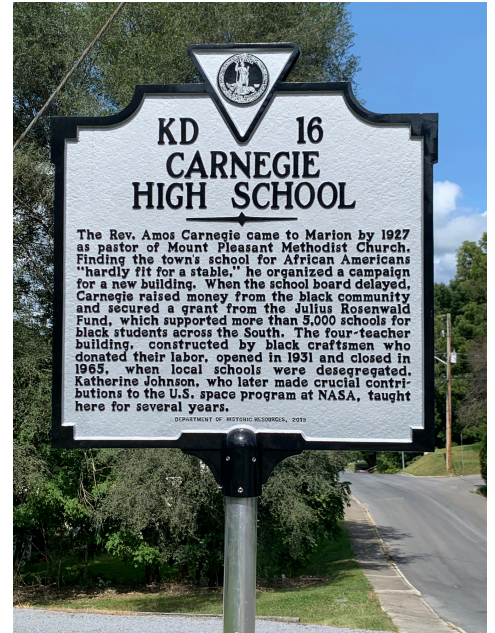 KD 16
CARNEGIE
HIGH SCHOOL
The Rev. Amos Carnegie came to Marion by 1927
as pastor of Mount Pleasant Methodist Church.
Finding the town's school for African Americans
"hardly fit for a stable," he organized a campaign
for a new building. When the school board delayed,
Carnegie raised money from the black community
and secured a grant from the Julius Rosenwald
Fund, which supported more than 5,000 schools for
black students across the South. The four-teacher
building, constructed by black craftsmen who
donated their labor, opened in 1931 and closed in
1965, when local schools were desegregated.
Katherine Johnson, who later made crucial contri-
butions to the U.S. space program at NASA, taught
here for several years.
DEPARTMENT OF HISTORIC RESOURCES, 2019